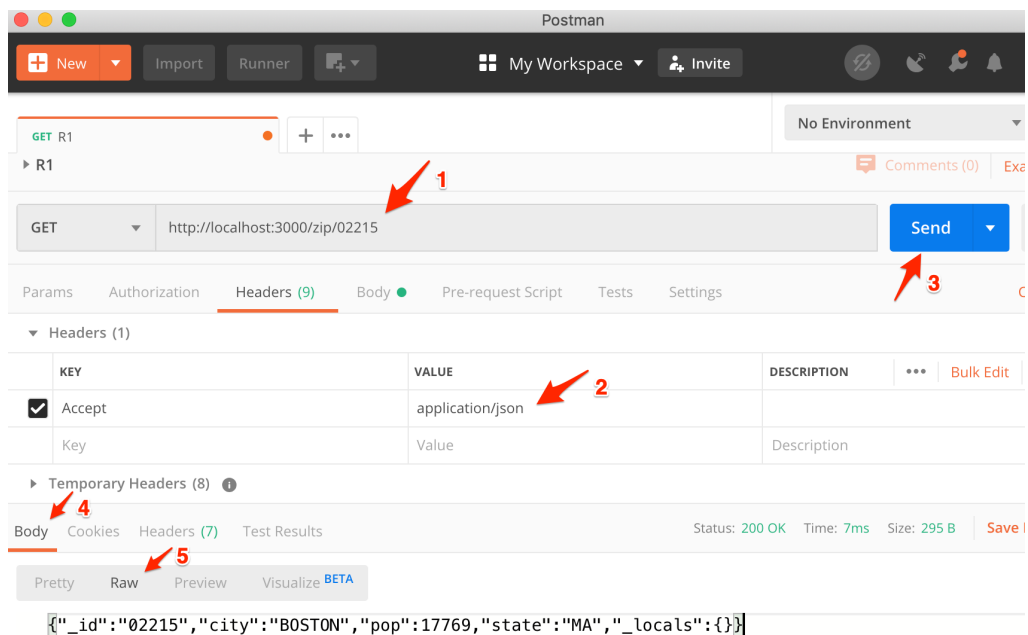 Postman
New Import Runner My Workspace Invite
GET R1 + ••• No Environment
R1 Comments (0) Exa
1
GET http://localhost:3000/zip/02215 Send
3
Params Authorization Headers (9) Body Pre-request Script Tests Settings C
Headers (1)
KEY VALUE DESCRIPTION ••• Bulk Edit
2
Accept application/json
Key Value Description
Temporary Headers (8) i
4
Body Cookies Headers (7) Test Results Status: 200 OK Time: 7ms Size: 295 B Save
5
Pretty Raw Preview Visualize BETA
{"_id":"02215","city":"BOSTON","pop":17769,"state":"MA","_locals":{}}